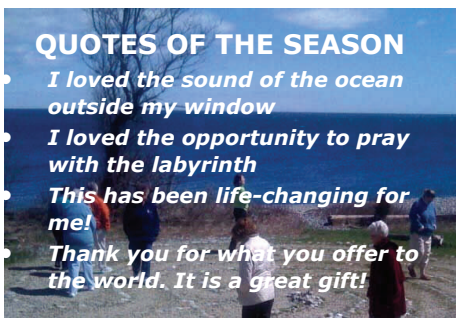 QUOTES OF THE SEASON
• I loved the sound of the ocean
outside my window
• I loved the opportunity to pray
with the labyrinth
• This has been life-changing for
me!
• Thank you for what you offer to
the world. It is a great gift!